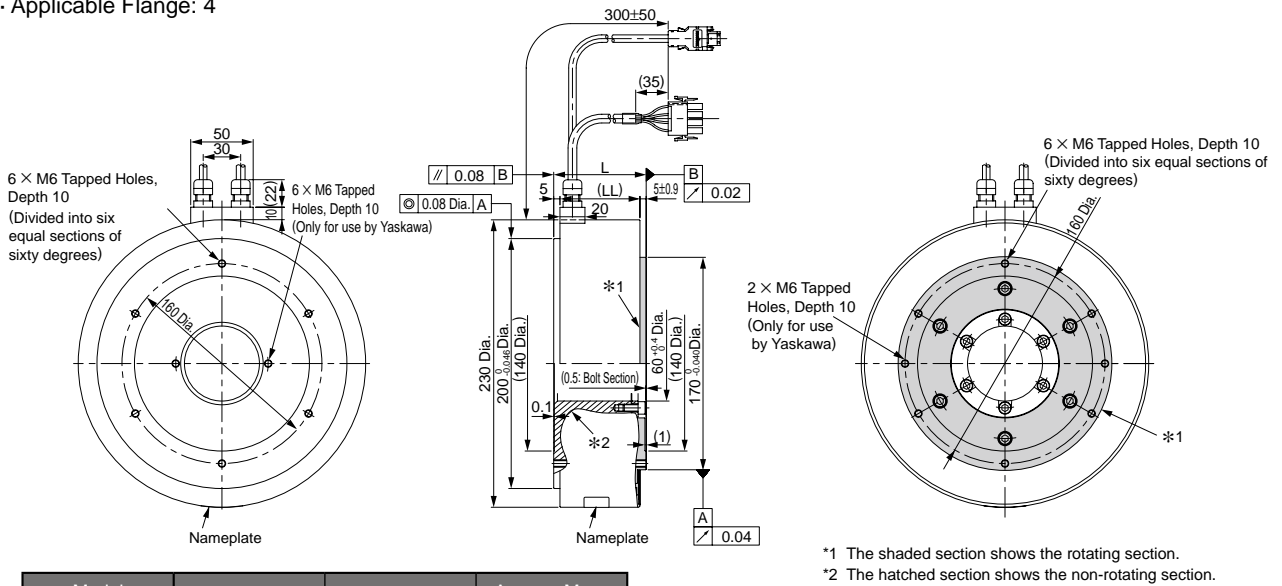 · Applicable Flange: 4
300±50
(35)
50
30
6 × M6 Tapped Holes,
Depth 10
(Divided into six
equal sections of
sixty degrees)
10
(22)
6 × M6 Tapped
Holes, Depth 10
(Only for use by Yaskawa)
160 Dia.
Nameplate
// 0.08 B
L
B
0.02
5
(LL)
5±0.9
◎ 0.08 Dia. A
20
*1
230 Dia.
200 0 -0.046 Dia.
(140 Dia.)
(0.5: Bolt Section)
60 +0.4 0 Dia.
(140 Dia.)
170 0 -0.040 Dia.
0.1
*2
(1)
A
0.04
Nameplate
6 × M6 Tapped Holes, Depth 10
(Divided into six equal sections of
sixty degrees)
160 Dia.
2 × M6 Tapped
Holes, Depth 10
(Only for use
by Yaskawa)
*1
*1 The shaded section shows the rotating section.
*2 The hatched section shows the non-rotating section.